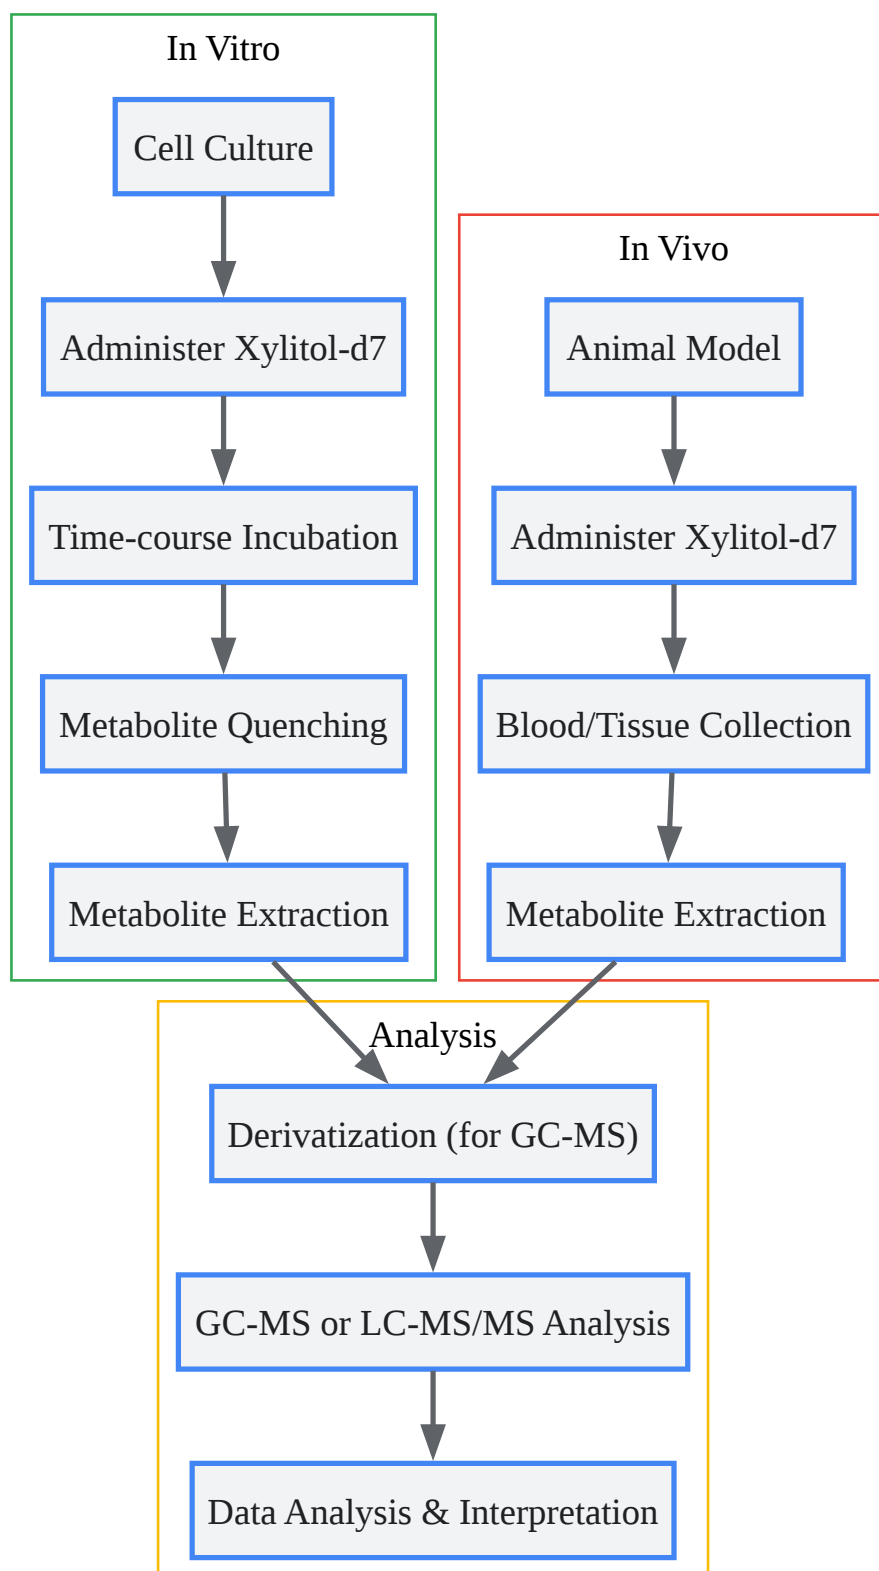 In Vitro
Cell Culture
Administer Xylitol-d7
Time-course Incubation
Metabolite Quenching
Metabolite Extraction
In Vivo
Animal Model
Administer Xylitol-d7
Blood/Tissue Collection
Metabolite Extraction
Analysis
Derivatization (for GC-MS)
GC-MS or LC-MS/MS Analysis
Data Analysis & Interpretation